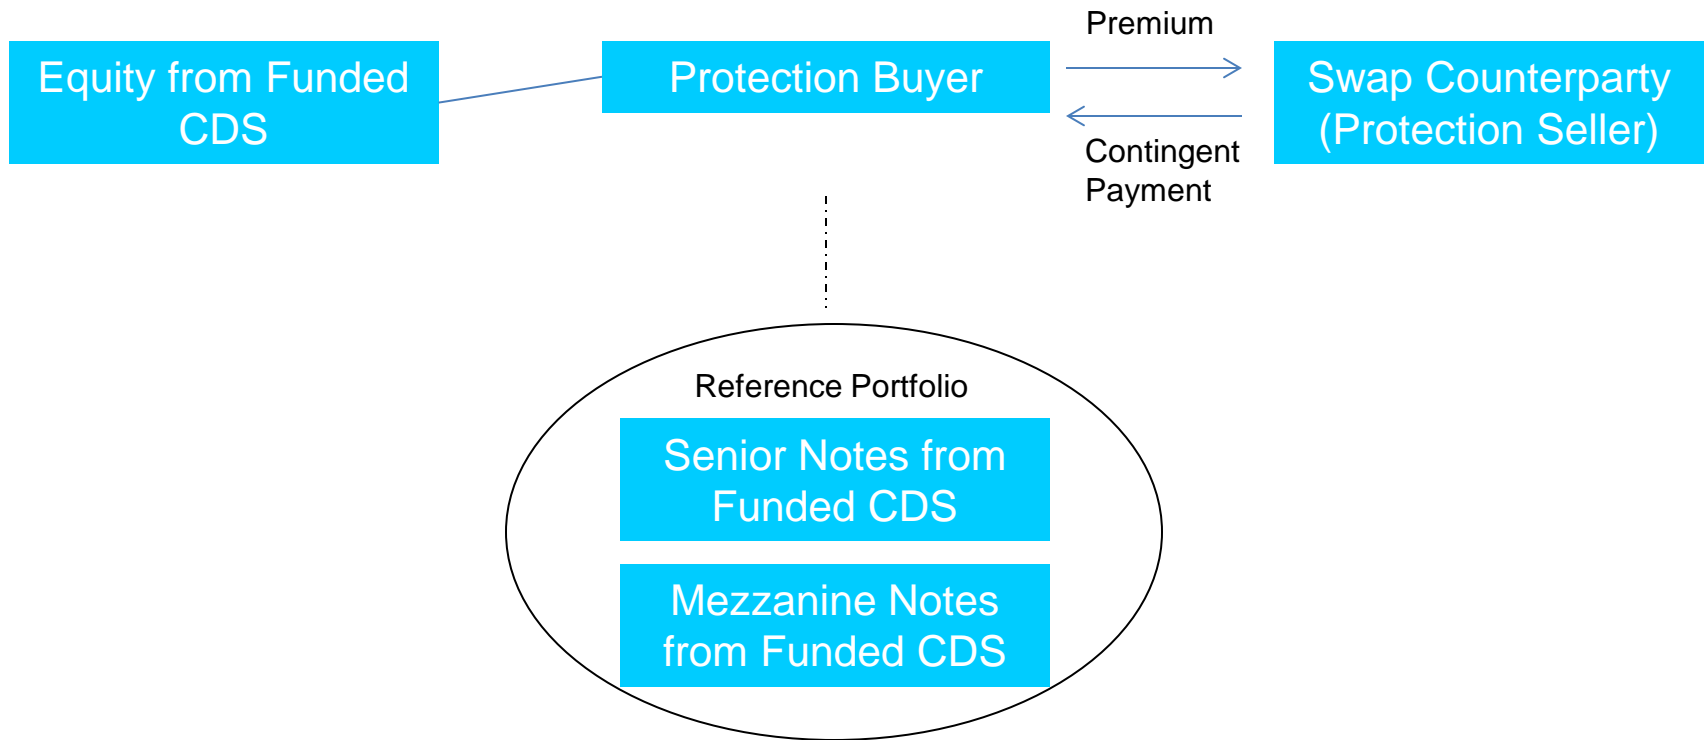 Equity from Funded
CDS
Protection Buyer
Premium
Contingent
Payment
Swap Counterparty
(Protection Seller)
Reference Portfolio
Senior Notes from
Funded CDS
Mezzanine Notes
from Funded CDS